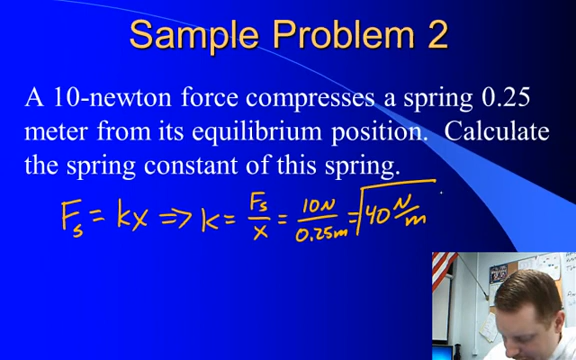 Sample Problem 2
A 10-newton force compresses a spring 0.25
meter from its equilibrium position. Calculate
the spring constant of this spring.
Fs = kx ⇒ k = Fs/x = 10N/0.25m = 40 N/m